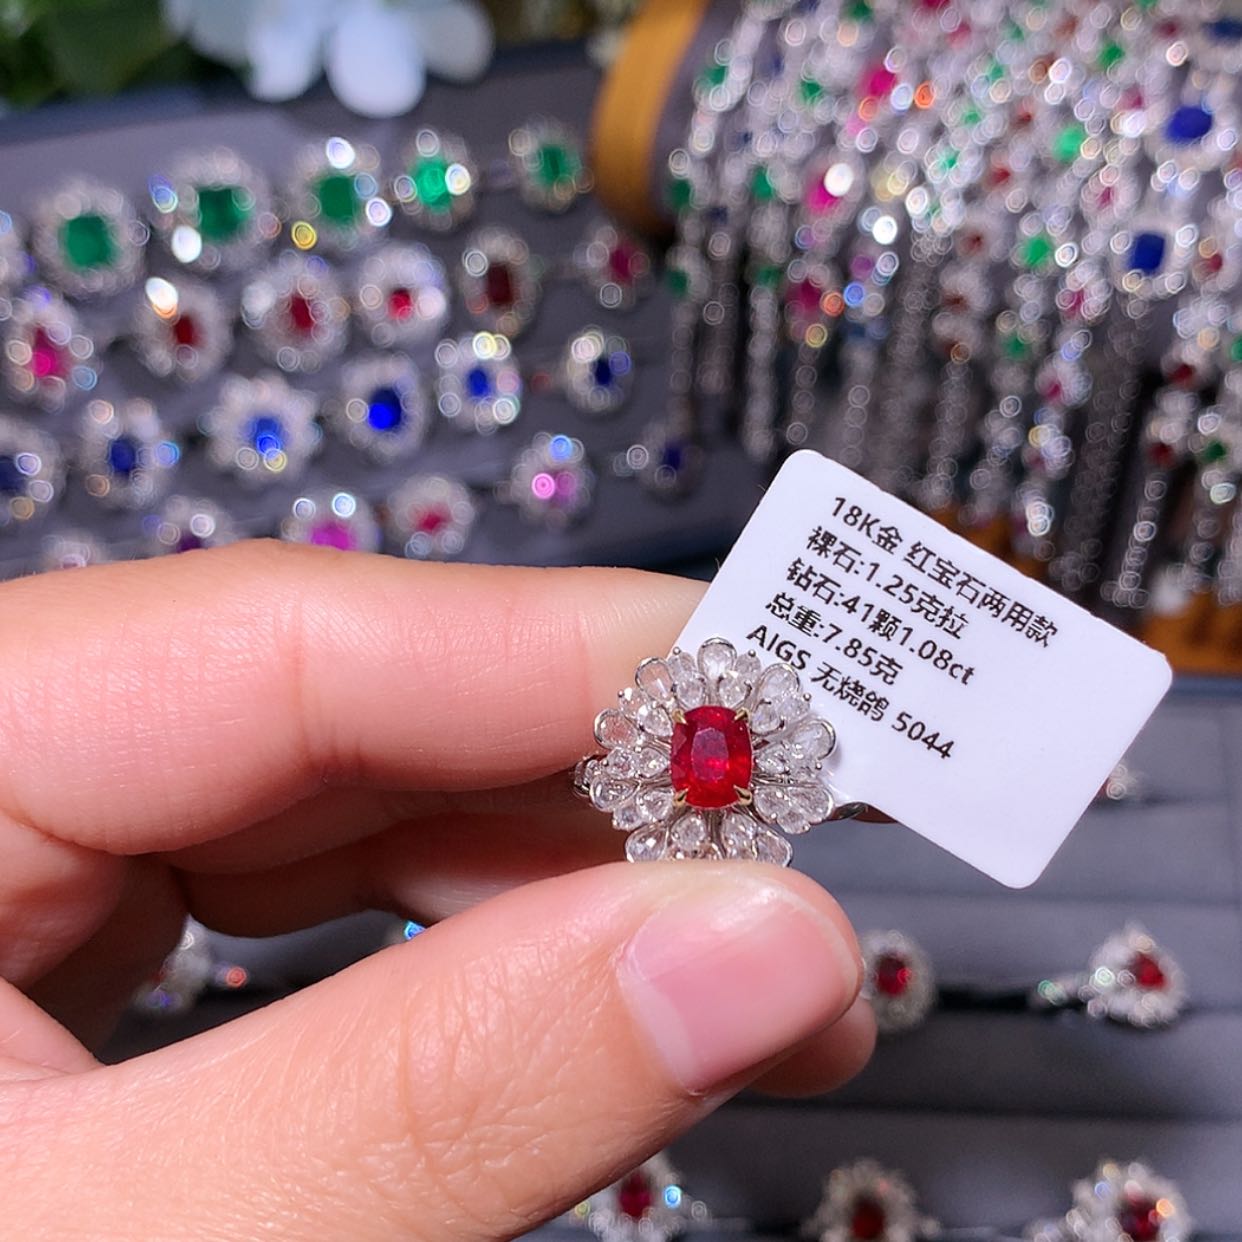 18K金 红宝石两用款
裸石:1.25克拉
钻石:41颗1.08ct
总重:7.85克
AIGS 无烧鸽 5044